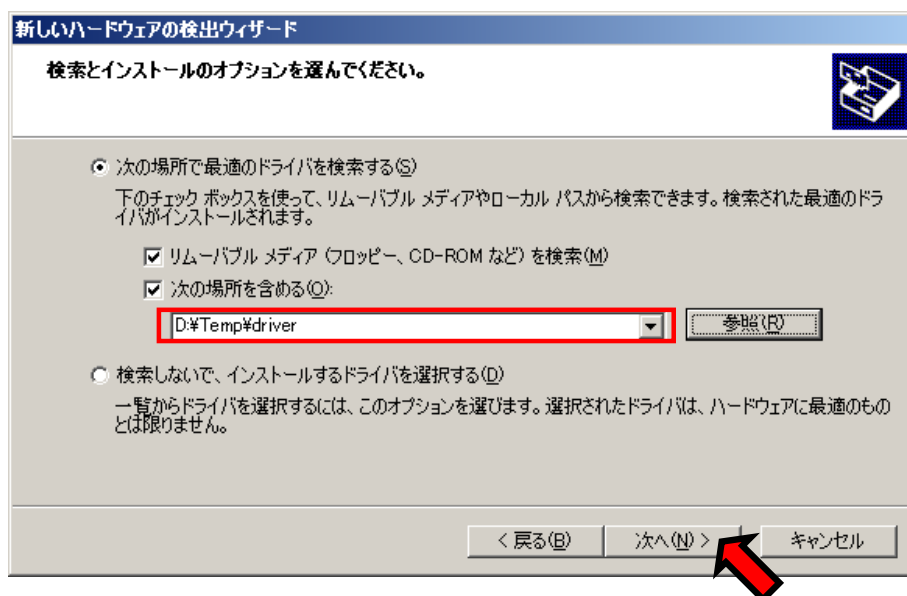 新しいハードウェアの検出ウィザード
検索とインストールのオプションを選んでください。
次の場所で最適のドライバを検索する(S)
下のチェック ボックスを使って、リムーバブル メディアやローカル パスから検索できます。検索された最適のドラ
イバがインストールされます。
リムーバブル メディア (フロッピー、CD-ROM など) を検索(M)
次の場所を含める(O):
D:¥Temp¥driver
参照(R)
検索しないで、インストールするドライバを選択する(D)
一覧からドライバを選択するには、このオプションを選びます。選択されたドライバは、ハードウェアに最適のもの
とは限りません。
< 戻る(B) 次へ(N) > キャンセル